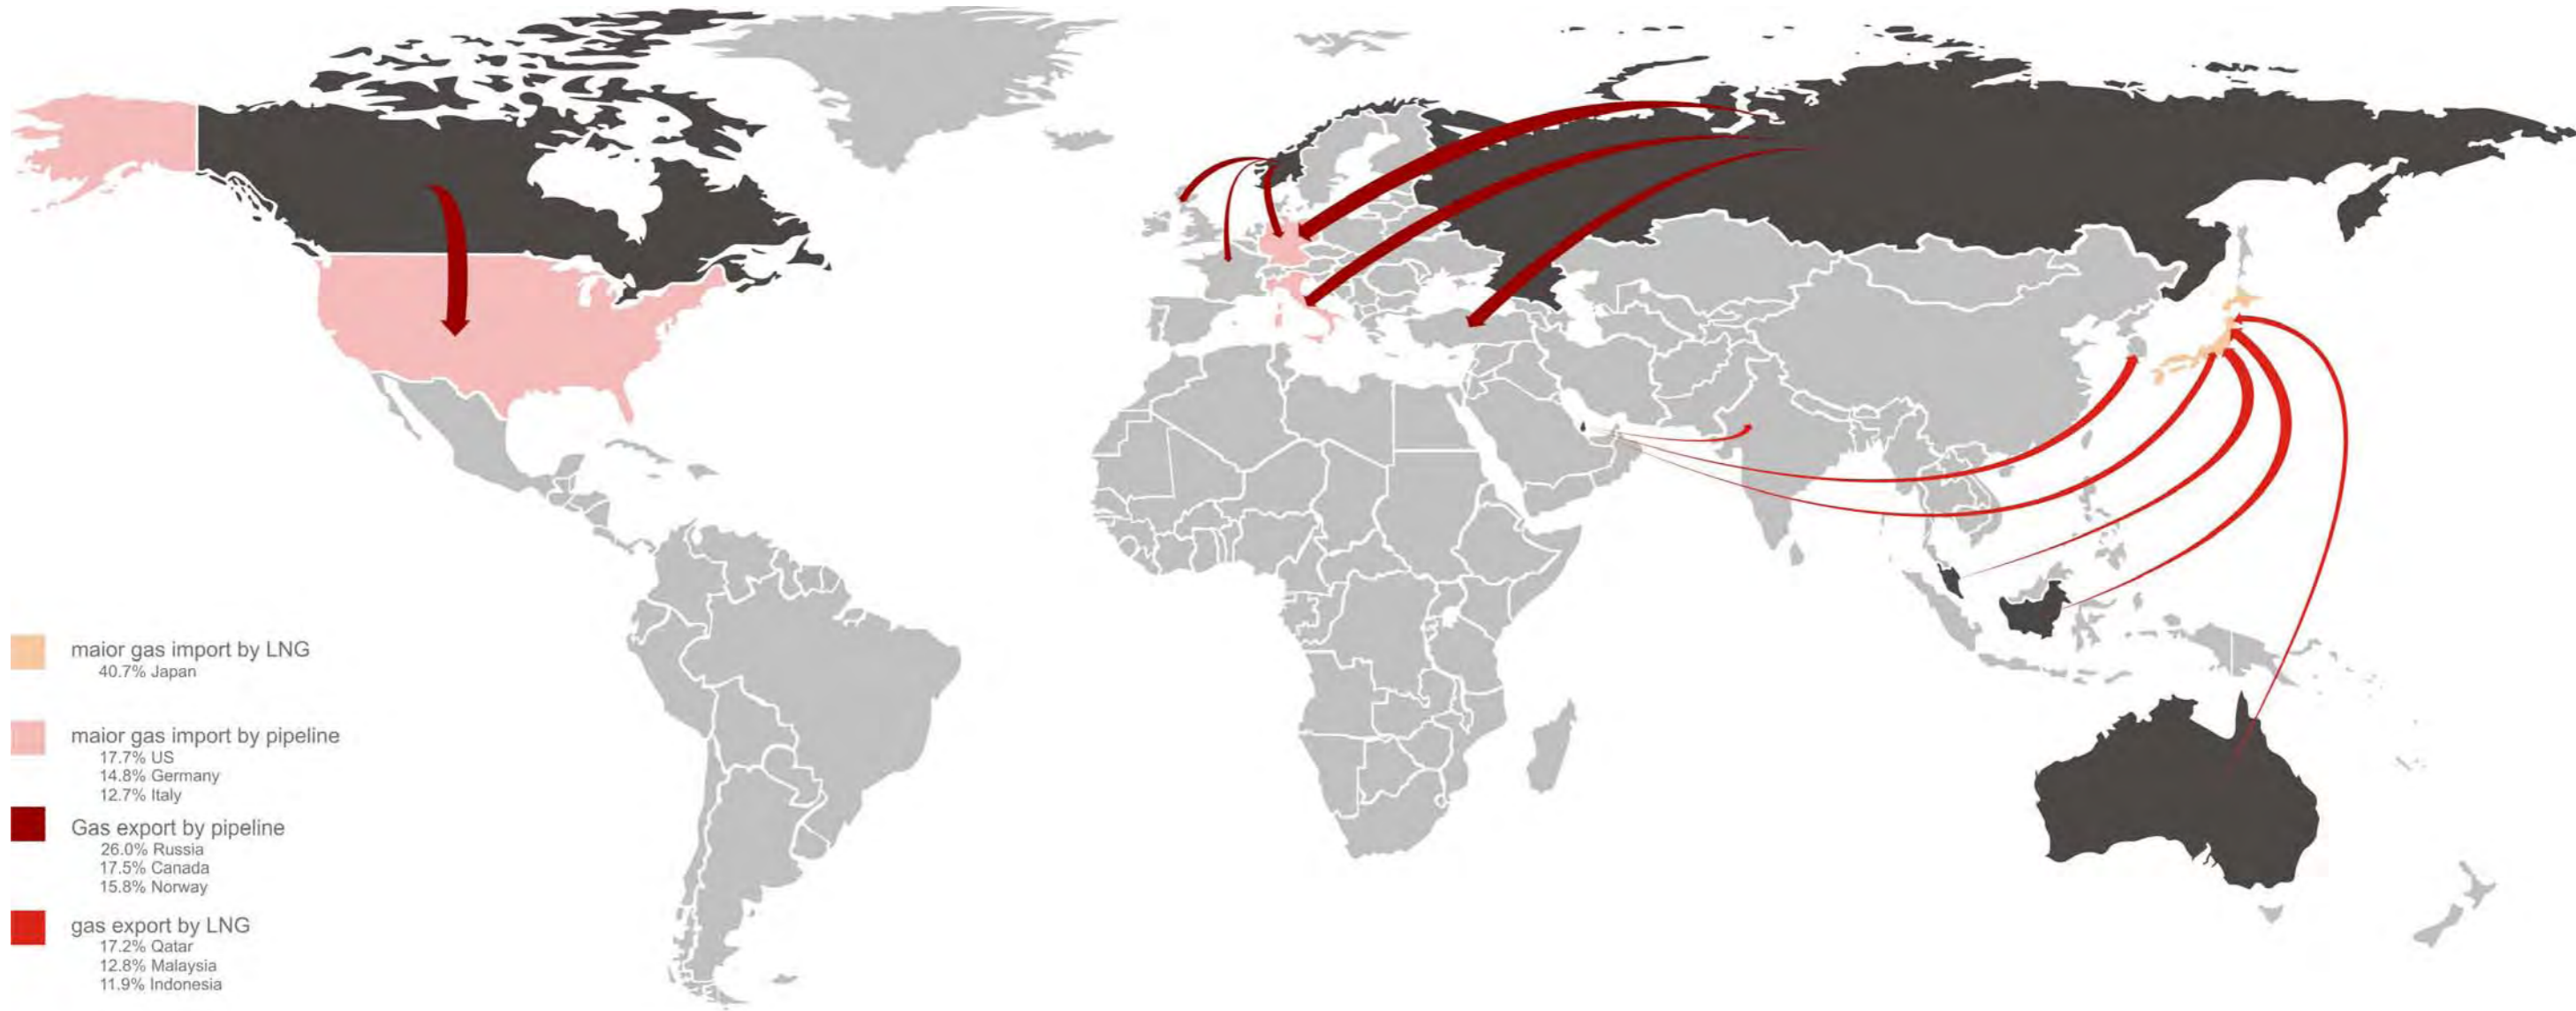 maior gas import by LNG
40.7% Japan
maior gas import by pipeline
17.7% US
14.8% Germany
12.7% Italy
Gas export by pipeline
26.0% Russia
17.5% Canada
15.8% Norway
gas export by LNG
17.2% Qatar
12.8% Malaysia
11.9% Indonesia